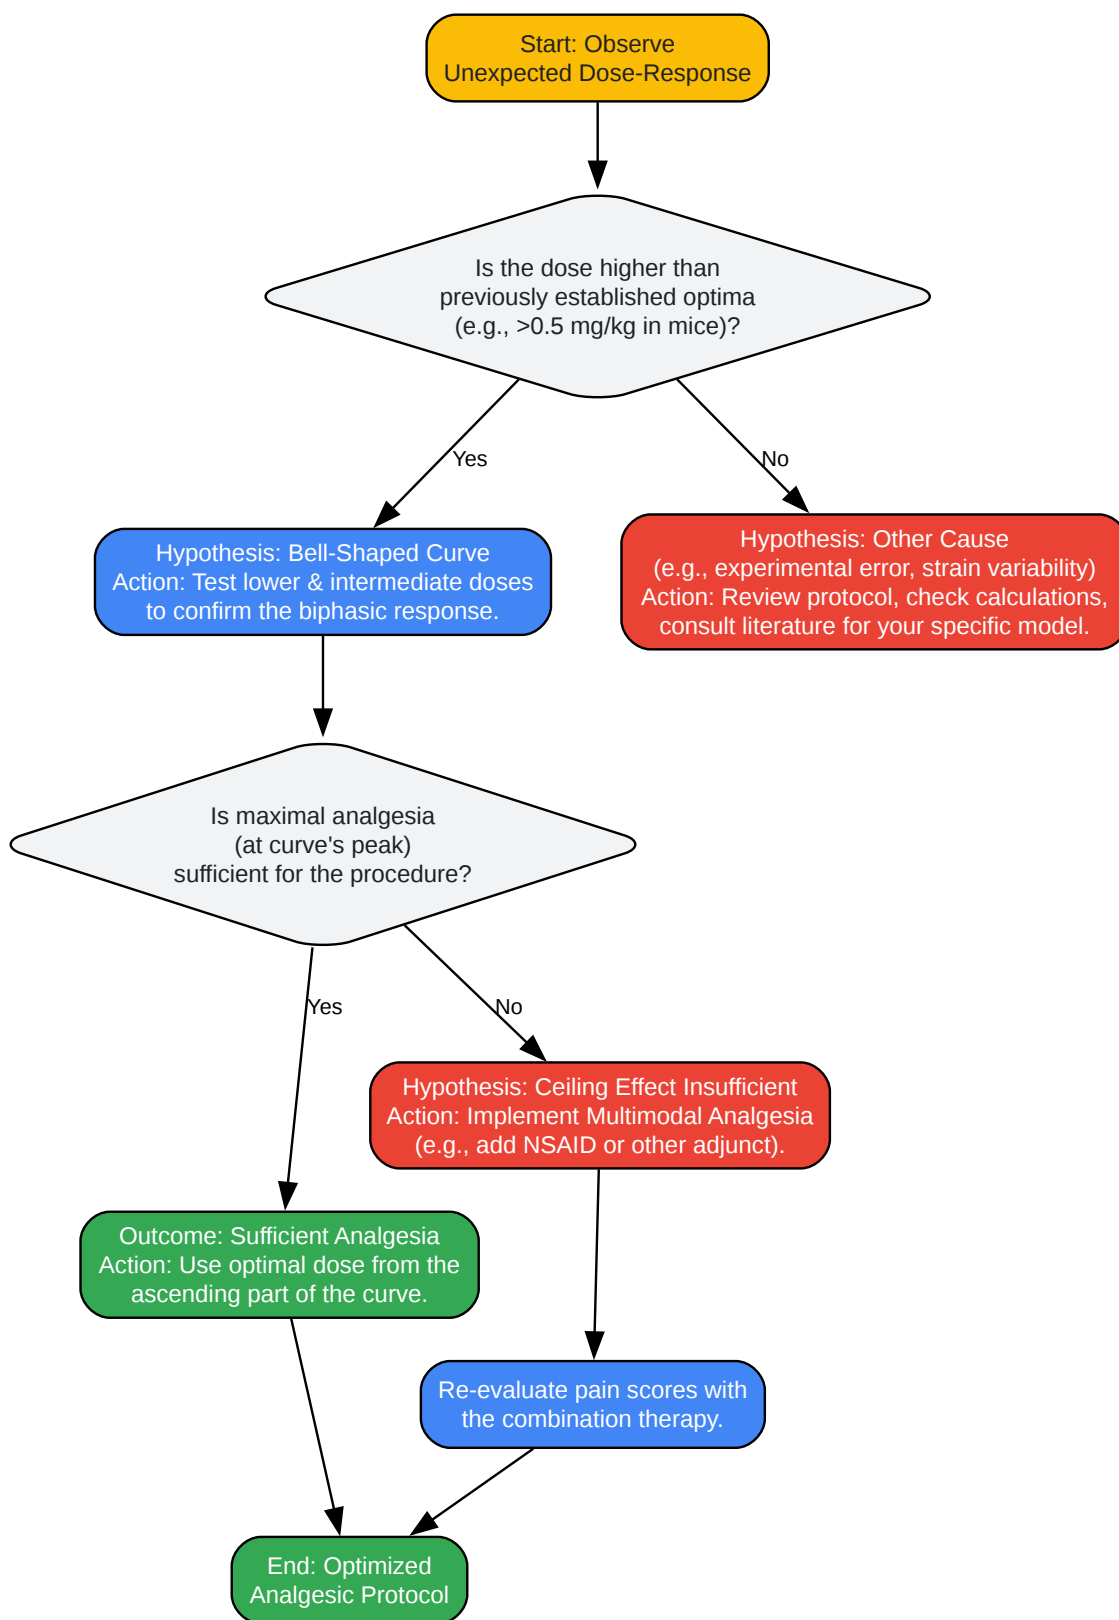 Start: Observe
Unexpected Dose-Response
Is the dose higher than
previously established optima
(e.g., >0.5 mg/kg in mice)?
Yes
No
Hypothesis: Bell-Shaped Curve
Action: Test lower & intermediate doses
to confirm the biphasic response.
Hypothesis: Other Cause
(e.g., experimental error, strain variability)
Action: Review protocol, check calculations,
consult literature for your specific model.
Is maximal analgesia
(at curve's peak)
sufficient for the procedure?
Yes
No
Hypothesis: Ceiling Effect Insufficient
Action: Implement Multimodal Analgesia
(e.g., add NSAID or other adjunct).
Outcome: Sufficient Analgesia
Action: Use optimal dose from the
ascending part of the curve.
Re-evaluate pain scores with
the combination therapy.
End: Optimized
Analgesic Protocol